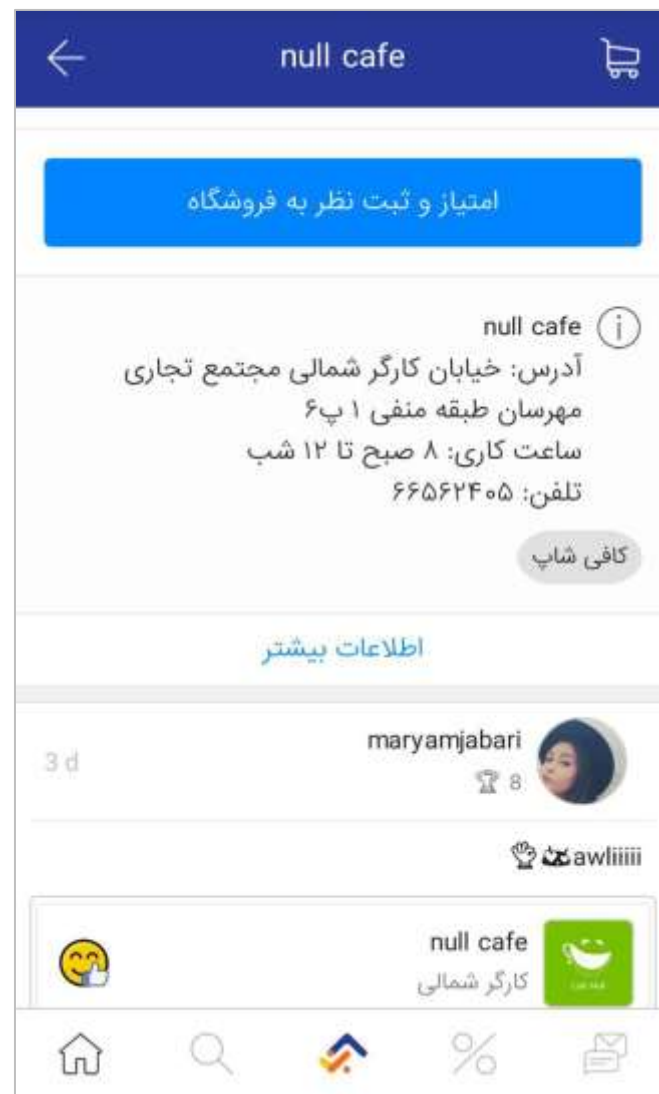 null cafe
امتیاز و ثبت نظر به فروشگاه
null cafe
آدرس: خیابان کارگر شمالی مجتمع تجاری
مهرسان طبقه منفی ۱ پ۶
ساعت کاری: ۸ صبح تا ۱۲ شب
تلفن: ۶۶۵۶۲۴۰۵
کافی شاپ
اطلاعات بیشتر
maryamjabari
3 d
8
awliiiii
null cafe
کارگر شمالی